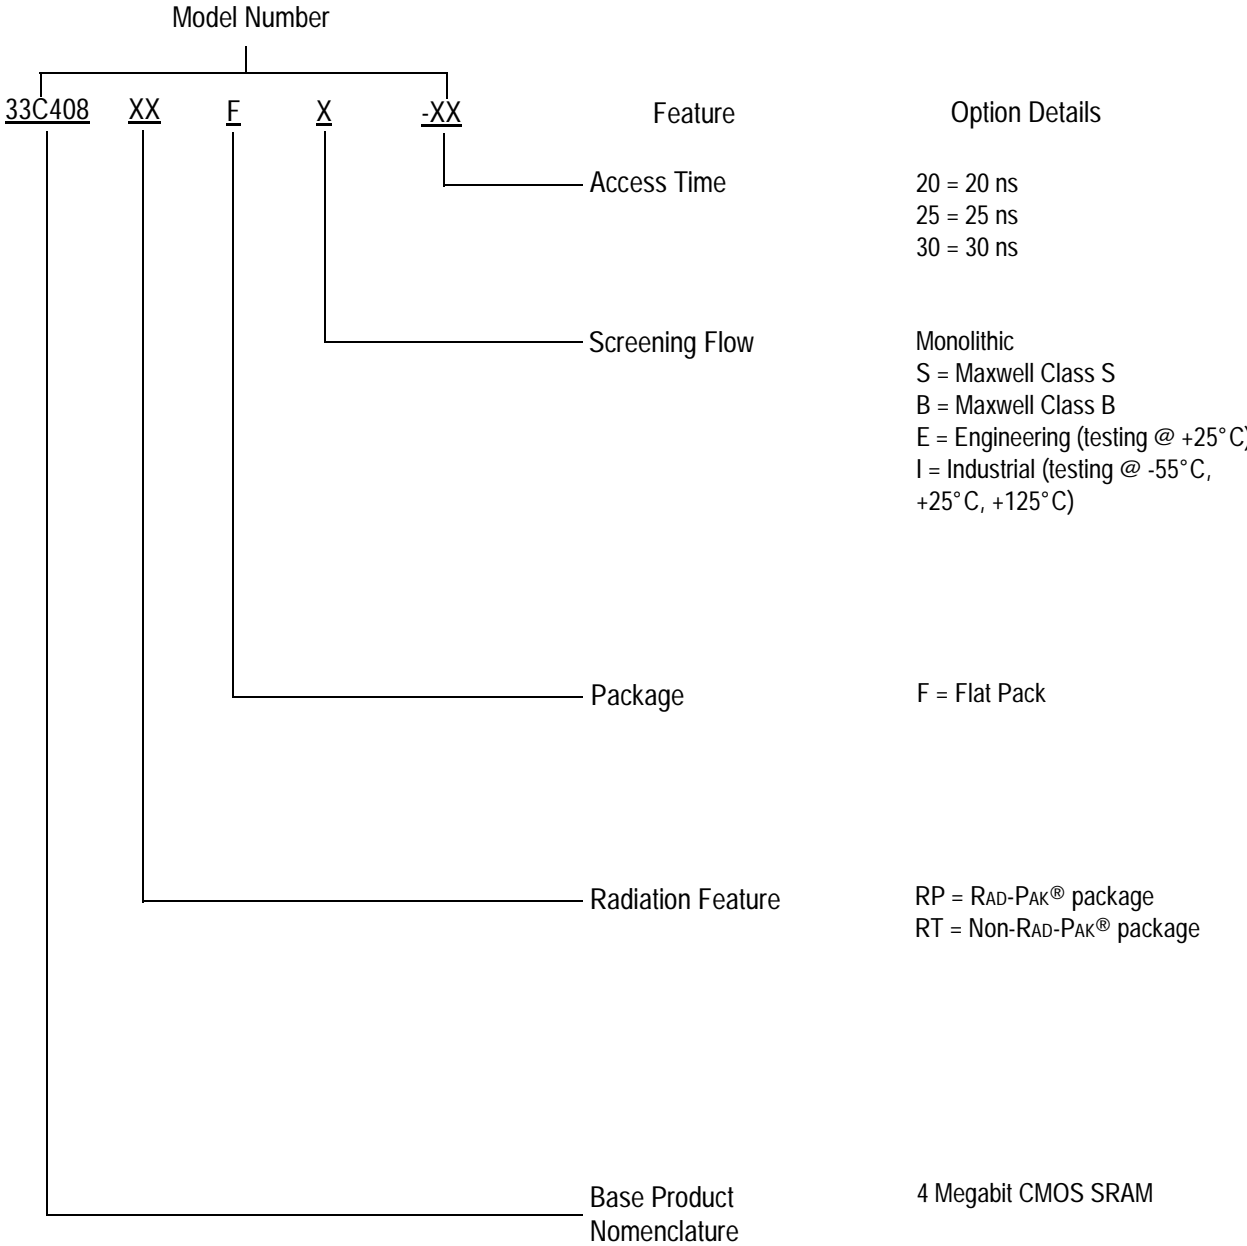 Model Number
33C408 XX F X -XX Feature Option Details
Access Time 20 = 20 ns
25 = 25 ns
30 = 30 ns
Screening Flow Monolithic
S = Maxwell Class S
B = Maxwell Class B
E = Engineering (testing @ +25°C)
I = Industrial (testing @ -55°C,
+25°C, +125°C)
Package F = Flat Pack
Radiation Feature RP = RAD-PAK® package
RT = Non-RAD-PAK® package
Base Product 4 Megabit CMOS SRAM
Nomenclature